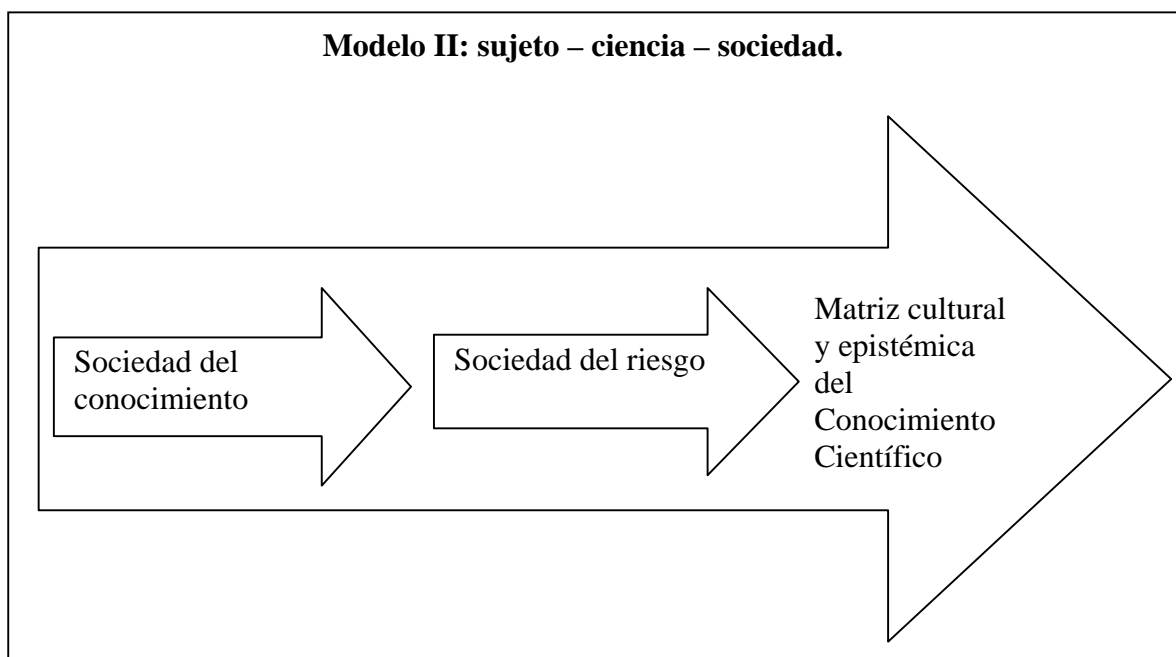 Modelo II: sujeto – ciencia – sociedad.
Sociedad del
conocimiento
Sociedad del riesgo
Matriz cultural
y epistémica
del
Conocimiento
Científico